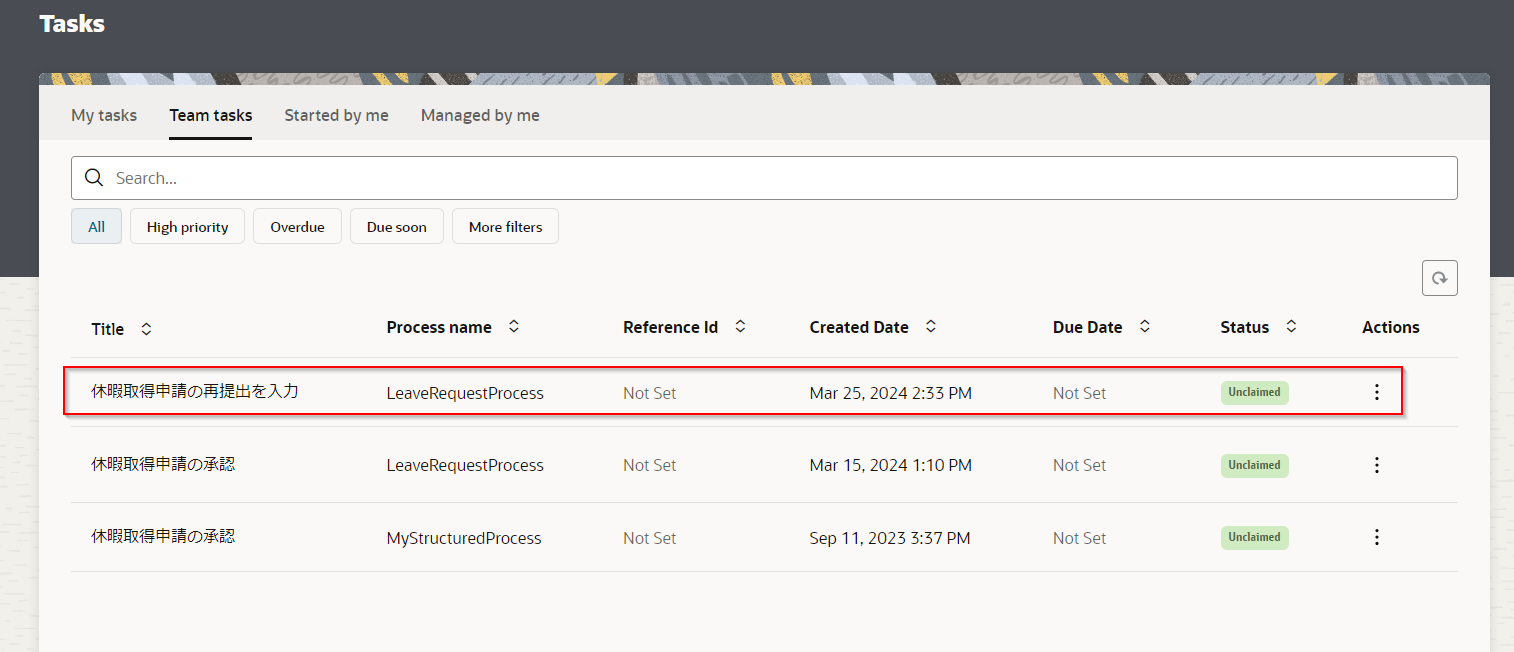 Tasks
My tasks Team tasks Started by me Managed by me
Search...
All High priority Overdue Due soon More filters
Title Process name Reference Id Created Date Due Date Status Actions
休暇取得申請の再提出を入力 LeaveRequestProcess Not Set Mar 25, 2024 2:33 PM Not Set Unclaimed
休暇取得申請の承認 LeaveRequestProcess Not Set Mar 15, 2024 1:10 PM Not Set Unclaimed
休暇取得申請の承認 MyStructuredProcess Not Set Sep 11, 2023 3:37 PM Not Set Unclaimed